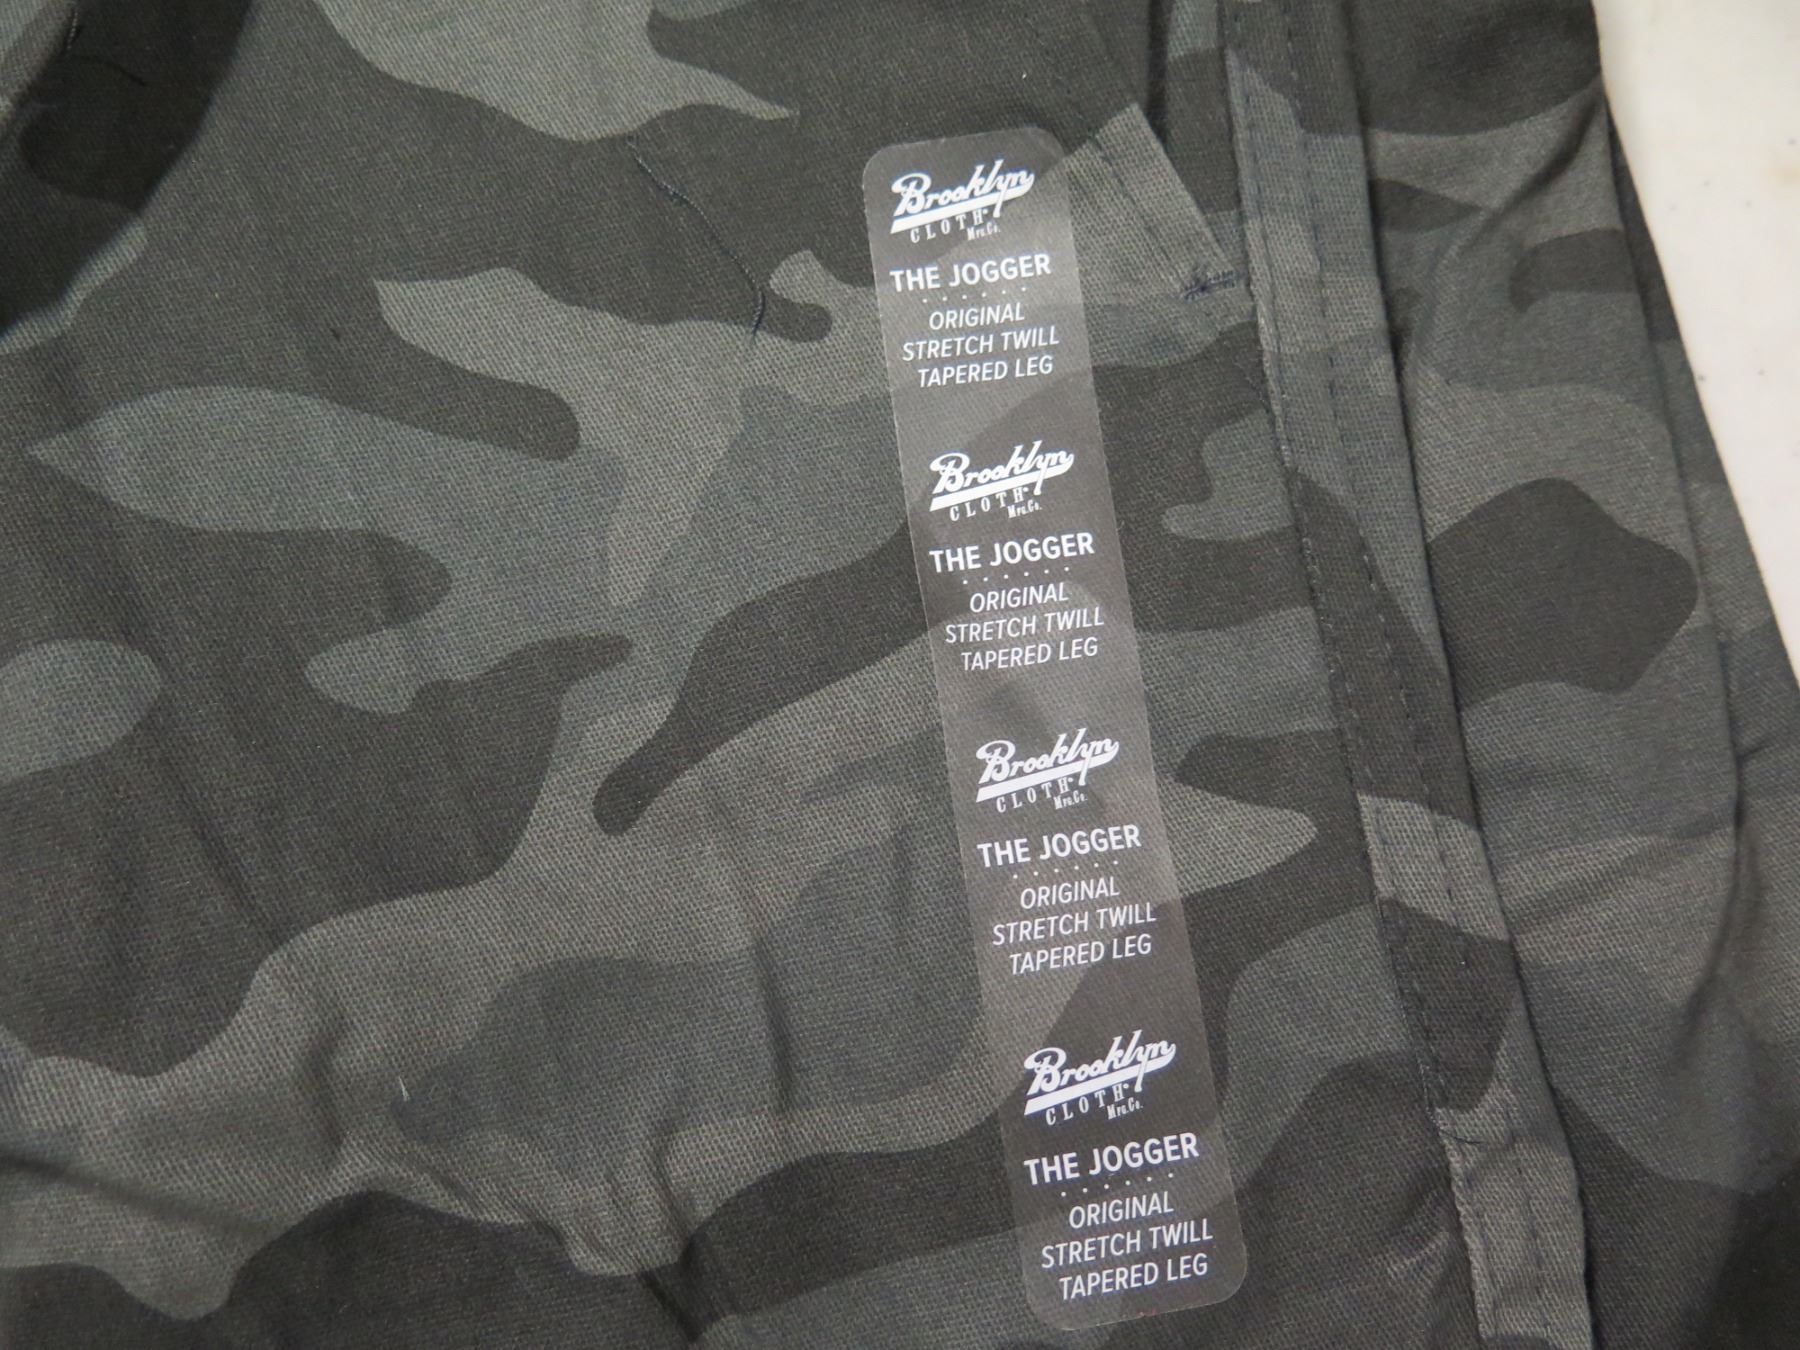 Brooklyn
CLOTH®
Mfg.Co.
THE JOGGER
ORIGINAL
STRETCH TWILL
TAPERED LEG
Brooklyn
CLOTH®
Mfg.Co.
THE JOGGER
ORIGINAL
STRETCH TWILL
TAPERED LEG
Brooklyn
CLOTH®
Mfg.Co.
THE JOGGER
ORIGINAL
STRETCH TWILL
TAPERED LEG
Brooklyn
CLOTH®
Mfg.Co.
THE JOGGER
ORIGINAL
STRETCH TWILL
TAPERED LEG